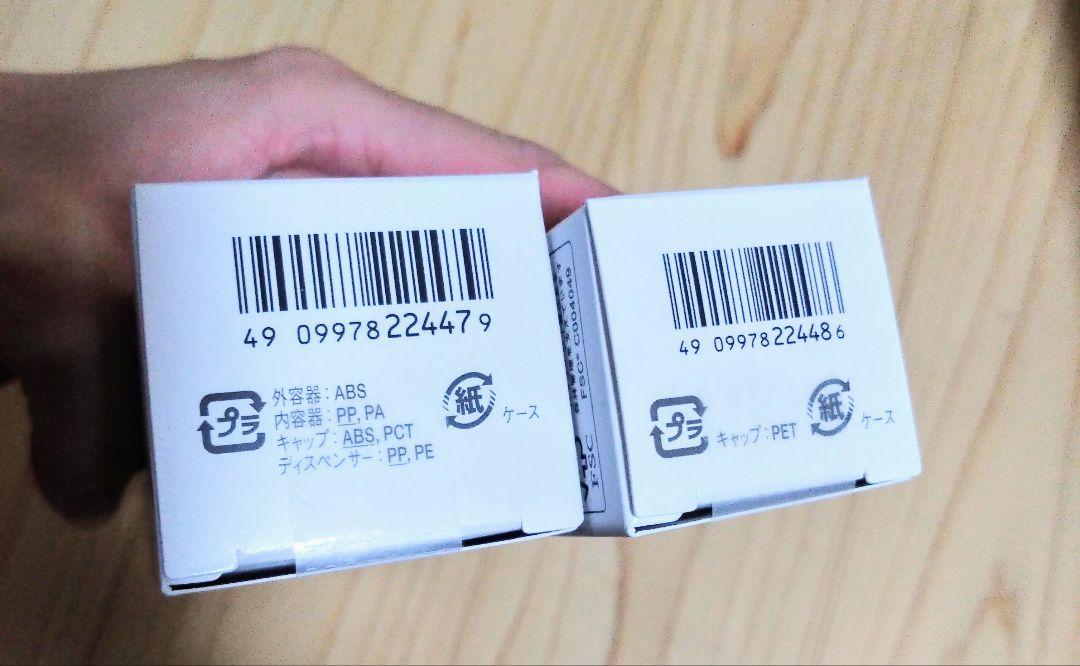 49 09978 22447 9
プラ
外容器：ABS
内容器：PP, PA
キャップ：ABS, PCT
ディスペンサー：PP, PE
紙
ケース
FSC® C004049
FSC
49 09978 22448 6
プラ
キャップ：PET
紙
ケース